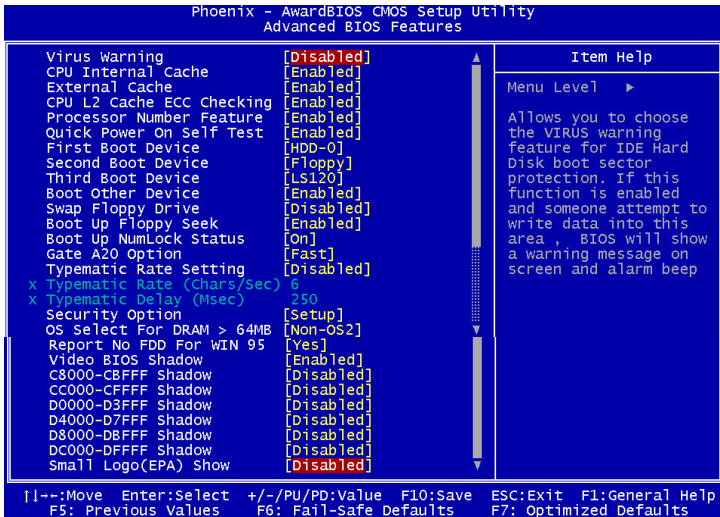 Phoenix - AwardBIOS CMOS Setup Utility
Advanced BIOS Features
Virus Warning [Disabled]
CPU Internal Cache [Enabled]
External Cache [Enabled]
CPU L2 Cache ECC Checking [Enabled]
Processor Number Feature [Enabled]
Quick Power On Self Test [Enabled]
First Boot Device [HDD-0]
Second Boot Device [Floppy]
Third Boot Device [LS120]
Boot Other Device [Enabled]
Swap Floppy Drive [Disabled]
Boot Up Floppy Seek [Enabled]
Boot Up NumLock Status [On]
Gate A20 Option [Fast]
Typematic Rate Setting [Disabled]
x Typematic Rate (Chars/Sec) 6
x Typematic Delay (Msec) 250
Security Option [Setup]
OS Select For DRAM > 64MB [Non-OS2]
Report No FDD For WIN 95 [Yes]
Video BIOS Shadow [Enabled]
C8000-CBFFF Shadow [Disabled]
CC000-CFFFF Shadow [Disabled]
D0000-D3FFF Shadow [Disabled]
D4000-D7FFF Shadow [Disabled]
D8000-DBFFF Shadow [Disabled]
DC000-DFFFF Shadow [Disabled]
Small Logo(EPA) Show [Disabled]
Item Help
Menu Level ▶
Allows you to choose
the VIRUS warning
feature for IDE Hard
Disk boot sector
protection. If this
function is enabled
and someone attempt to
write data into this
area , BIOS will show
a warning message on
screen and alarm beep
↑↓→←:Move Enter:Select +/-/PU/PD:Value F10:Save ESC:Exit F1:General Help
F5: Previous Values F6: Fail-Safe Defaults F7: Optimized Defaults